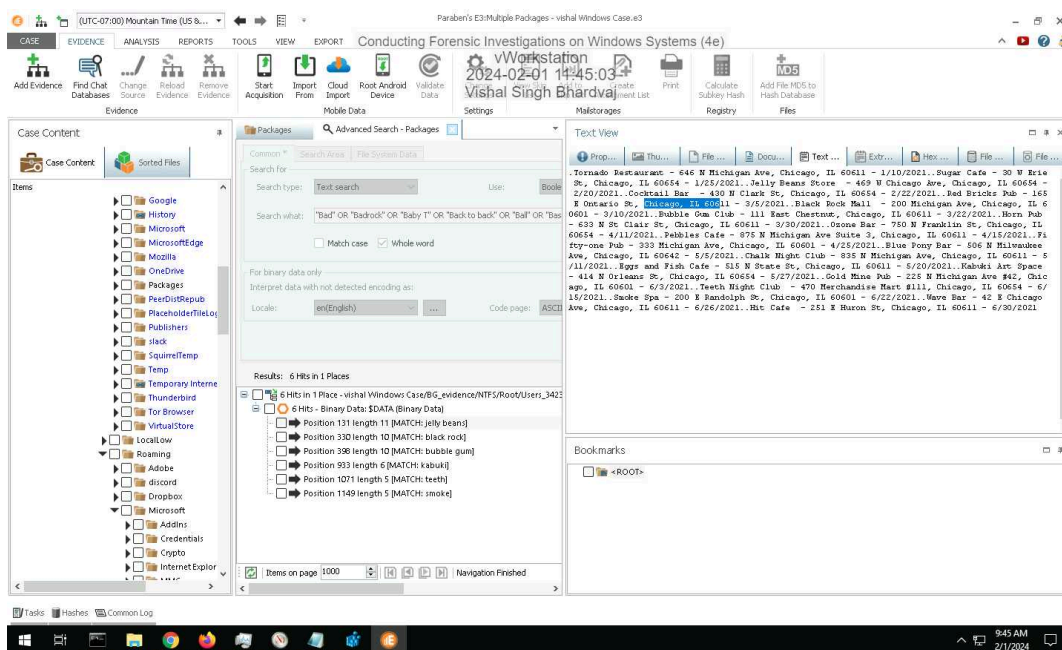 (UTC-07:00) Mountain Time (US &...
Paraben's E3:Multiple Packages - vishal Windows Case.e3
CASE EVIDENCE ANALYSIS REPORTS TOOLS VIEW EXPORT
Conducting Forensic Investigations on Windows Systems (4e)
vWorkstation
2024-02-01 11:45:03
Vishal Singh Bhardvaj
Add Evidence
Find Chat Databases
Change Source
Reload Evidence
Remove Evidence
Start Acquisition
Import From
Cloud Import
Root Android Device
Validate Data
Print
Calculate Subkey Hash
Add File MD5 to Hash Database
MD5
Evidence
Mobile Data
Settings
Mailstorages
Registry
Files
Case Content
Case Content
Sorted Files
Items
Google
History
Microsoft
MicrosoftEdge
Mozilla
OneDrive
Packages
PeerDistRepub
PlaceholderTileLog
Publishers
slack
SquirrelTemp
Temp
Temporary Interne
Thunderbird
Tor Browser
VirtualStore
LocalLow
Roaming
Adobe
discord
Dropbox
Microsoft
AddIns
Credentials
Crypto
Internet Explor
Packages
Advanced Search - Packages
Common *
Search Area
File System Data
Search for
Search type: Text search Use: Boole
Search what: "Bad" OR "Badrock" OR "Baby T" OR "Back to back" OR "Ball" OR "Bas
Match case Whole word
For binary data only
Interpret data with not detected encoding as:
Locale: en(English) ... Code page: ASCII
Results: 6 Hits in 1 Places
6 Hits in 1 Place - vishal Windows Case/BG_evidence/NTFS/Root/Users_3423
6 Hits - Binary Data: $DATA (Binary Data)
Position 131 length 11 [MATCH: jelly beans]
Position 330 length 10 [MATCH: black rock]
Position 398 length 10 [MATCH: bubble gum]
Position 933 length 6 [MATCH: kabuki]
Position 1071 length 5 [MATCH: teeth]
Position 1149 length 5 [MATCH: smoke]
Items on page 1000 Navigation Finished
Text View
Prop... Thu... File ... Docu... Text ... Extr... Hex ... File ... File ...
.Tornado Restaurant - 646 N Michigan Ave, Chicago, IL 60611 - 1/10/2021..Sugar Cafe - 30 W Erie
St, Chicago, IL 60654 - 1/25/2021..Jelly Beans Store - 469 W Chicago Ave, Chicago, IL 60654 -
2/20/2021..Cocktail Bar - 430 N Clark St, Chicago, IL 60654 - 2/22/2021..Red Bricks Pub - 165
E Ontario St, Chicago, IL 60611 - 3/5/2021..Black Rock Mall - 200 Michigan Ave, Chicago, IL 6
0601 - 3/10/2021..Bubble Gum Club - 111 East Chestnut, Chicago, IL 60611 - 3/22/2021..Horn Pub
- 633 N St Clair St, Chicago, IL 60611 - 3/30/2021..Ozone Bar - 750 N Franklin St, Chicago, IL
60654 - 4/11/2021..Pebbles Cafe - 875 N Michigan Ave Suite 3, Chicago, IL 60611 - 4/15/2021..Fi
fty-one Pub - 333 Michigan Ave, Chicago, IL 60601 - 4/25/2021..Blue Pony Bar - 506 N Milwaukee
Ave, Chicago, IL 60642 - 5/5/2021..Chalk Night Club - 835 N Michigan Ave, Chicago, IL 60611 - 5
/11/2021..Eggs and Fish Cafe - 515 N State St, Chicago, IL 60611 - 5/20/2021..Kabuki Art Space
- 414 N Orleans St, Chicago, IL 60654 - 5/27/2021..Gold Mine Pub - 225 N Michigan Ave #42, Chic
ago, IL 60601 - 6/3/2021..Teeth Night Club - 470 Merchandise Mart #111, Chicago, IL 60654 - 6/
15/2021..Smoke Spa - 200 E Randolph St, Chicago, IL 60601 - 6/22/2021..Wave Bar - 42 E Chicago
Ave, Chicago, IL 60611 - 6/26/2021..Hit Cafe - 251 E Huron St, Chicago, IL 60611 - 6/30/2021
Bookmarks
<ROOT>
Tasks Hashes Common Log
9:45 AM
2/1/2024